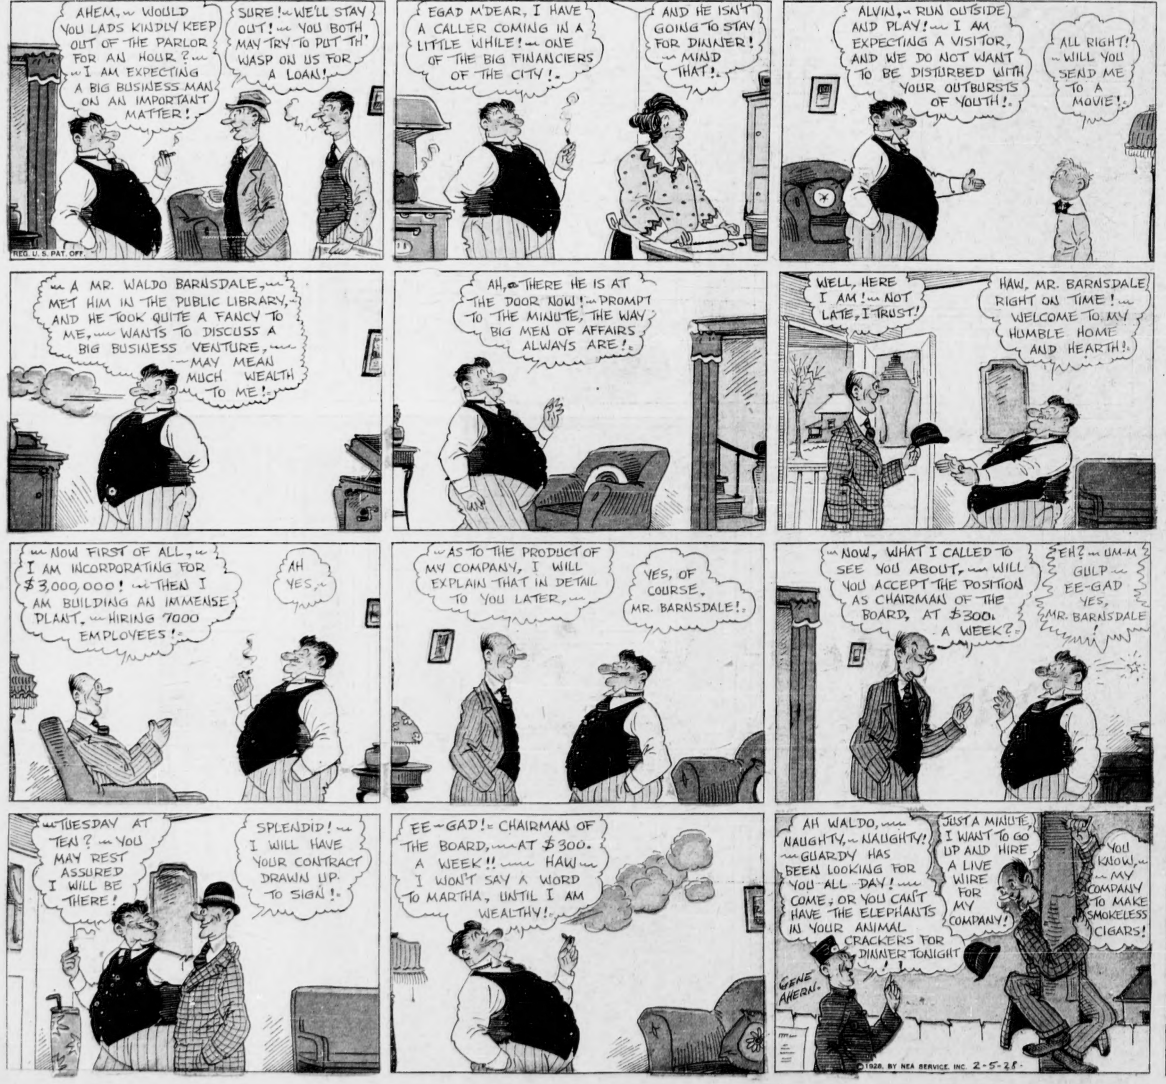 AHEM,~ WOULD
YOU LADS KINDLY KEEP
OUT OF THE PARLOR
FOR AN HOUR?~
~I AM EXPECTING
A BIG BUSINESS MAN
ON AN IMPORTANT
MATTER!
SURE!~ WE'LL STAY
OUT!~ YOU BOTH
MAY TRY TO PUT TH'
WASP ON US FOR
A LOAN!
REG. U. S. PAT. OFF.
EGAD M'DEAR, I HAVE
A CALLER COMING IN A
LITTLE WHILE!~ ONE
OF THE BIG FINANCIERS
OF THE CITY!
AND HE ISN'T
GOING TO STAY
FOR DINNER!
~ MIND
THAT!
ALVIN,~ RUN OUTSIDE
AND PLAY!~ I AM
EXPECTING A VISITOR,
AND WE DO NOT WANT
TO BE DISTURBED WITH
YOUR OUTBURSTS
OF YOUTH!
ALL RIGHT!
~ WILL YOU
SEND ME
TO A
MOVIE!
~ A MR. WALDO BARNSDALE,~
MET HIM IN THE PUBLIC LIBRARY,~
AND HE TOOK QUITE A FANCY TO
ME,~ WANTS TO DISCUSS A
BIG BUSINESS VENTURE,~
~MAY MEAN
MUCH WEALTH
TO ME!
AH,~ THERE HE IS AT
THE DOOR NOW!~ PROMPT
TO THE MINUTE, THE WAY
BIG MEN OF AFFAIRS
ALWAYS ARE!
WELL, HERE
I AM!~ NOT
LATE, I TRUST!
HAW, MR. BARNSDALE
RIGHT ON TIME!~
WELCOME TO MY
HUMBLE HOME
AND HEARTH!
~ NOW FIRST OF ALL,~
I AM INCORPORATING FOR
$3,000,000!~ THEN I
AM BUILDING AN IMMENSE
PLANT,~ HIRING 7000
EMPLOYEES!
AH
YES,~
~ AS TO THE PRODUCT OF
MY COMPANY, I WILL
EXPLAIN THAT IN DETAIL
TO YOU LATER,~
YES, OF
COURSE,
MR. BARNSDALE!
~ NOW, WHAT I CALLED TO
SEE YOU ABOUT,~ WILL
YOU ACCEPT THE POSITION
AS CHAIRMAN OF THE
BOARD, AT $300.
A WEEK?
EH?~ UM-M
GULP~
EE-GAD
YES,
MR. BARNSDALE
!
~ TUESDAY AT
TEN?~ YOU
MAY REST
ASSURED
I WILL BE
THERE!
SPLENDID!~
I WILL HAVE
YOUR CONTRACT
DRAWN UP
TO SIGN!
EE~GAD!~ CHAIRMAN OF
THE BOARD,~ AT $300.
A WEEK!!~ HAW~
I WON'T SAY A WORD
TO MARTHA, UNTIL I AM
WEALTHY!
AH WALDO,~
NAUGHTY,~ NAUGHTY!
~ GUARDY HAS
BEEN LOOKING FOR
YOU ALL DAY!~
COME, OR YOU CAN'T
HAVE THE ELEPHANTS
IN YOUR ANIMAL
CRACKERS FOR
DINNER TONIGHT
! !
JUST A MINUTE,
I WANT TO GO
UP AND HIRE
A LIVE
WIRE
FOR
MY
COMPANY!
YOU
KNOW,~
~ MY
COMPANY
TO MAKE
SMOKELESS
CIGARS!
GENE
AHERN.
©1928, BY NEA SERVICE, INC. 2-5-28.